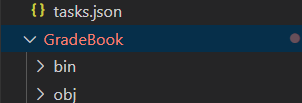 {} tasks.json
GradeBook
bin
obj